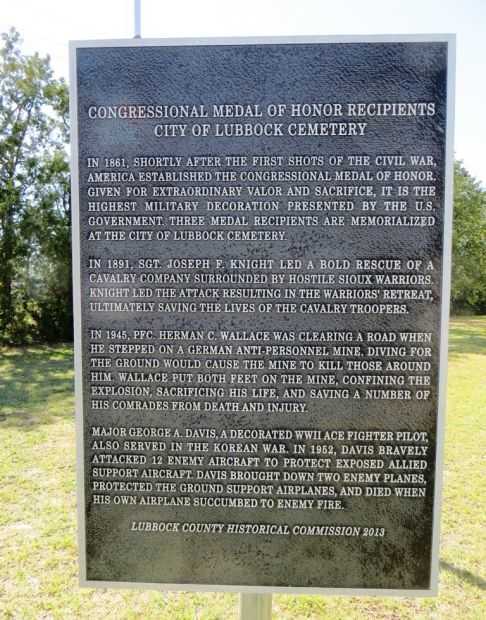 CONGRESSIONAL MEDAL OF HONOR RECIPIENTS
CITY OF LUBBOCK CEMETERY
IN 1861, SHORTLY AFTER THE FIRST SHOTS OF THE CIVIL WAR,
AMERICA ESTABLISHED THE CONGRESSIONAL MEDAL OF HONOR.
GIVEN FOR EXTRAORDINARY VALOR AND SACRIFICE, IT IS THE
HIGHEST MILITARY DECORATION PRESENTED BY THE U.S.
GOVERNMENT. THREE MEDAL RECIPIENTS ARE MEMORIALIZED
AT THE CITY OF LUBBOCK CEMETERY.
IN 1891, SGT. JOSEPH F. KNIGHT LED A BOLD RESCUE OF A
CAVALRY COMPANY SURROUNDED BY HOSTILE SIOUX WARRIORS.
KNIGHT LED THE ATTACK RESULTING IN THE WARRIORS' RETREAT,
ULTIMATELY SAVING THE LIVES OF THE CAVALRY TROOPERS.
IN 1945, PFC. HERMAN C. WALLACE WAS CLEARING A ROAD WHEN
HE STEPPED ON A GERMAN ANTI-PERSONNEL MINE. DIVING FOR
THE GROUND WOULD CAUSE THE MINE TO KILL THOSE AROUND
HIM. WALLACE PUT BOTH FEET ON THE MINE, CONFINING THE
EXPLOSION, SACRIFICING HIS LIFE, AND SAVING A NUMBER OF
HIS COMRADES FROM DEATH AND INJURY.
MAJOR GEORGE A. DAVIS, A DECORATED WWII ACE FIGHTER PILOT,
ALSO SERVED IN THE KOREAN WAR. IN 1952, DAVIS BRAVELY
ATTACKED 12 ENEMY AIRCRAFT TO PROTECT EXPOSED ALLIED
SUPPORT AIRCRAFT. DAVIS BROUGHT DOWN TWO ENEMY PLANES,
PROTECTED THE GROUND SUPPORT AIRPLANES, AND DIED WHEN
HIS OWN AIRPLANE SUCCUMBED TO ENEMY FIRE.
LUBBOCK COUNTY HISTORICAL COMMISSION 2013